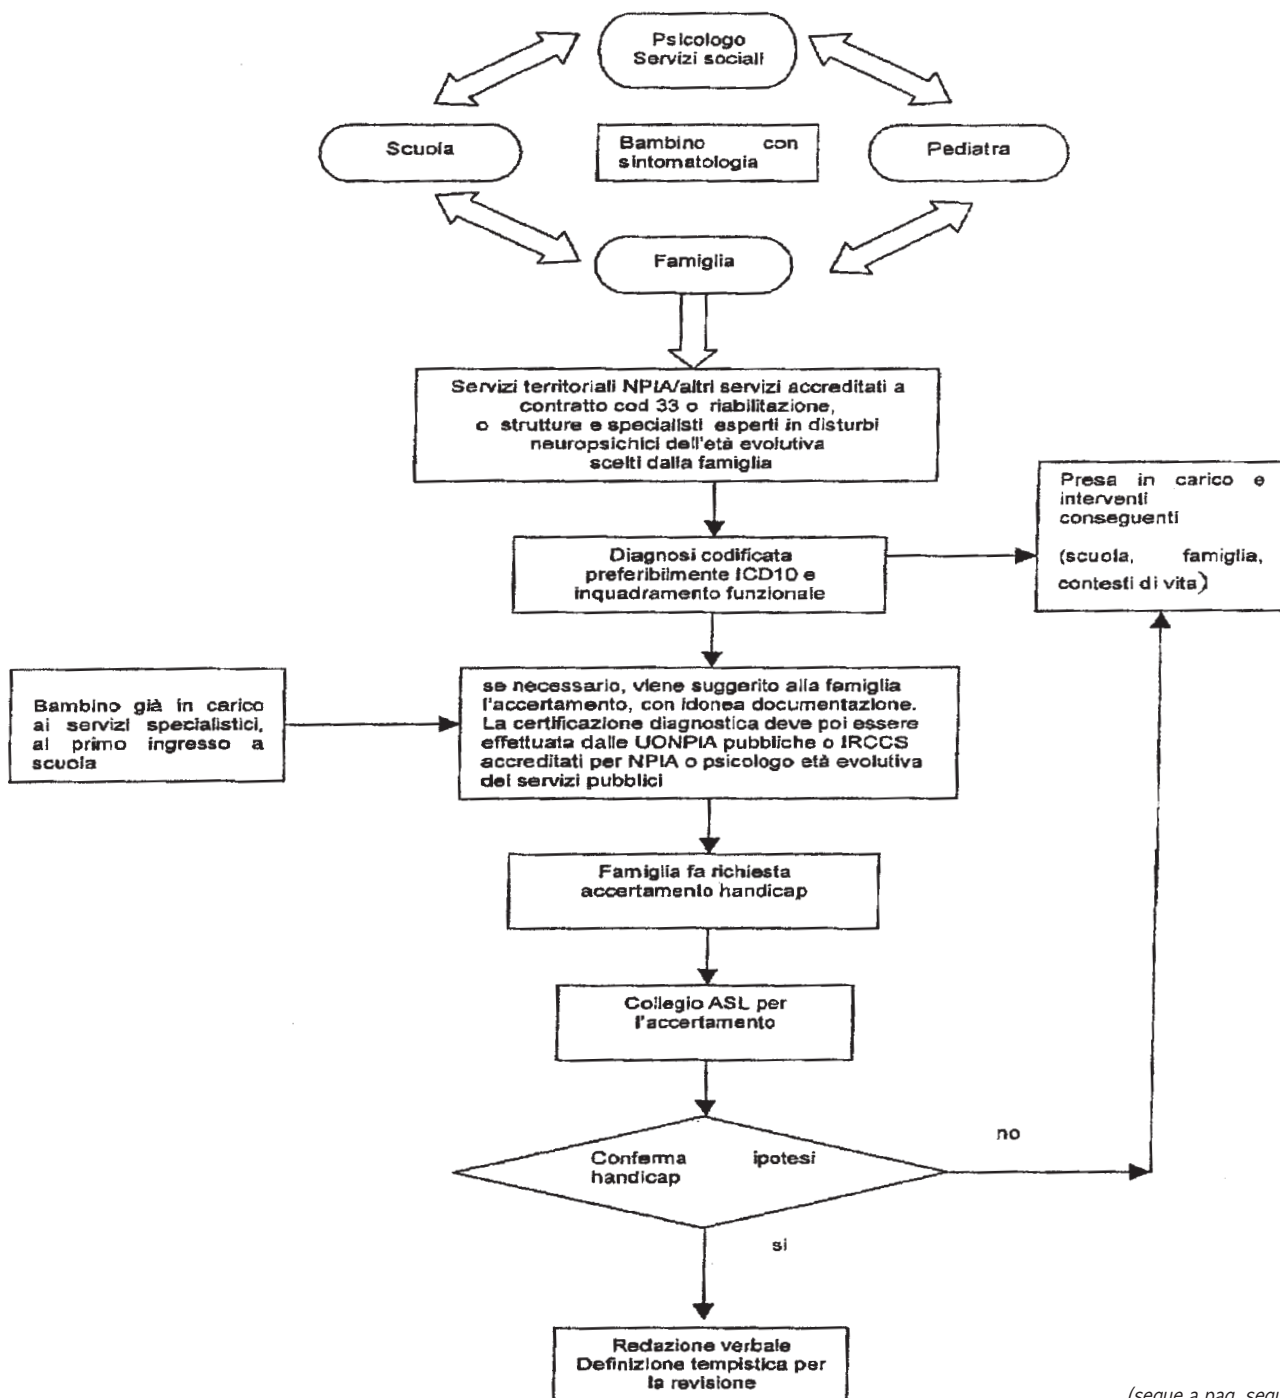 Psicologo
Servizi sociali
Scuola
Bambino con
sintomatologia
Pediatra
Famiglia
Servizi territoriali NPIA/altri servizi accreditati a
contratto cod 33 o riabilitazione,
o strutture e specialisti esperti in disturbi
neuropsichici dell'età evolutiva
scelti dalla famiglia
Presa in carico e
interventi
conseguenti
(scuola, famiglia,
contesti di vita)
Diagnosi codificata
preferibilmente ICD10 e
inquadramento funzionale
Bambino già in carico
ai servizi specialistici,
al primo ingresso a
scuola
se necessario, viene suggerito alla famiglia
l'accertamento, con idonea documentazione.
La certificazione diagnostica deve poi essere
effettuata dalle UONPIA pubbliche o IRCCS
accreditati per NPIA o psicologo età evolutiva
dei servizi pubblici
Famiglia fa richiesta
accertamento handicap
Collegio ASL per
l'accertamento
Conferma ipotesi
handicap
no
si
Redazione verbale
Definizione tempistica per
la revisione
(segue a pag.